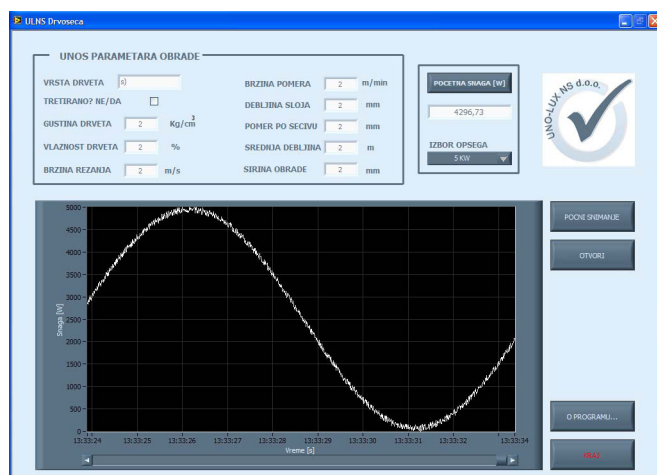 ULNS Drvoseca
UNOS PARAMETARA OBRADE
VRSTA DRVETA
TRETIRANO? NE/DA
GUSTINA DRVETA 2 Kg/cm3
VLAZNOST DRVETA 2 %
BRZINA REZANJA 2 m/s
BRZINA POMERA 2 m/min
DEBLJINA SLOJA 2 mm
POMER PO SECIVU 2 mm
SREDNJA DEBLJINA 2 m
SIRINA OBRADE 2 mm
POCETNA SNAGA [W]
4296,73
IZBOR OPSEGA
5 KW
UNO-LUX NS d.o.o.
POCNI SNIMANJE
OTVORI
O PROGRAMU...
Snaga [W]
5000
4500
4000
3500
3000
2500
2000
1500
1000
500
0
13:33:24 13:33:25 13:33:26 13:33:27 13:33:28 13:33:29 13:33:30 13:33:31 13:33:32 13:33:34
Vreme [s]